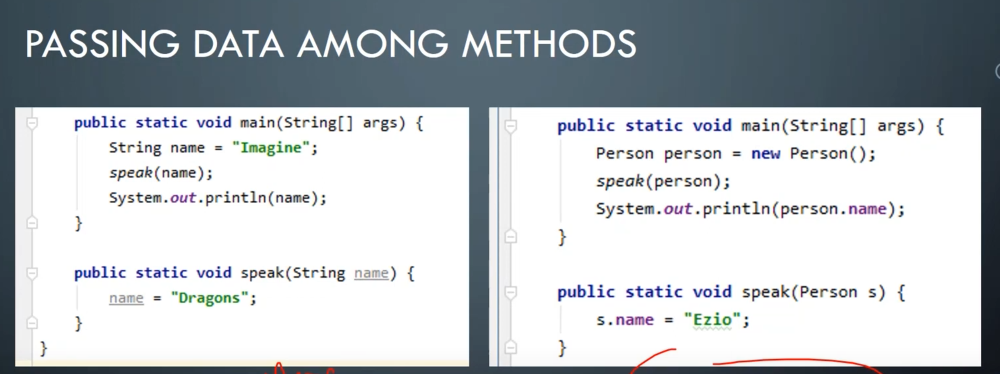 PASSING DATA AMONG METHODS
public static void main(String[] args) {
String name = "Imagine";
speak(name);
System.out.println(name);
}
public static void speak(String name) {
name = "Dragons";
}
}
public static void main(String[] args) {
Person person = new Person();
speak(person);
System.out.println(person.name);
}
public static void speak(Person s) {
s.name = "Ezio";
}